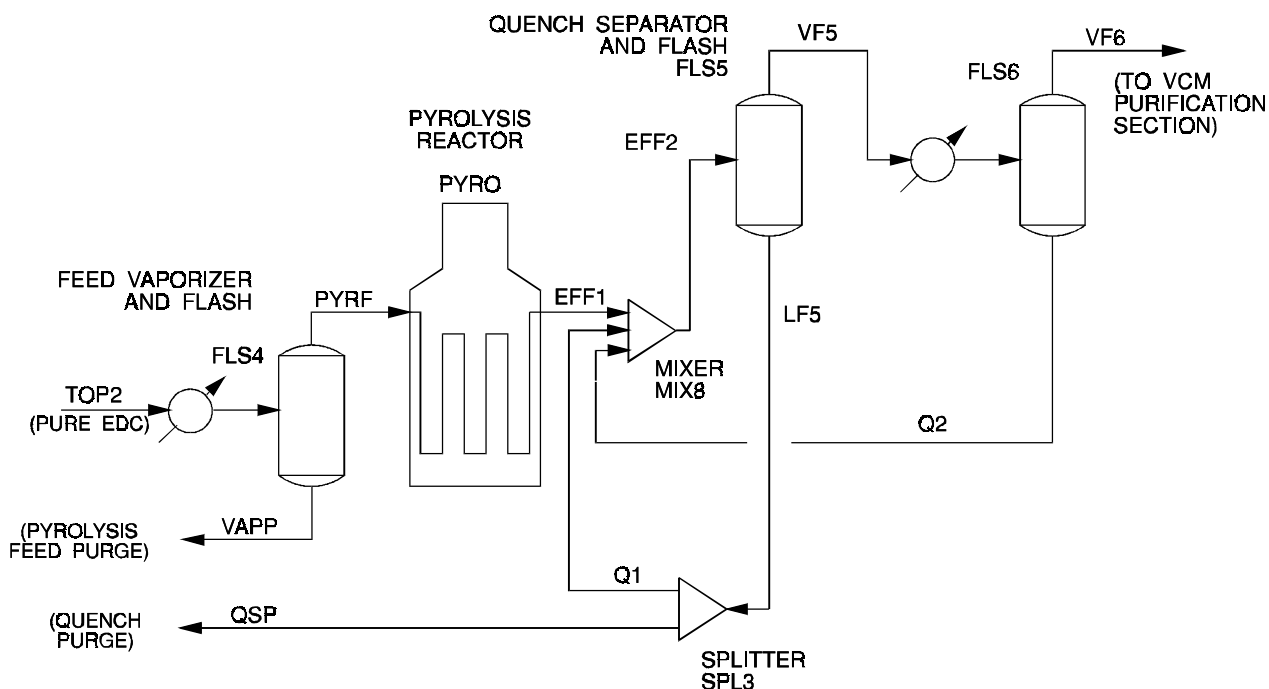 QUENCH SEPARATOR
AND FLASH
FLS5
VF5
VF6
FLS6
(TO VCM
PURIFICATION
SECTION)
PYROLYSIS
REACTOR
EFF2
PYRO
FEED VAPORIZER
AND FLASH
PYRF
EFF1
LF5
FLS4
MIXER
MIX8
TOP2
(PURE EDC)
Q2
VAPP
(PYROLYSIS
FEED PURGE)
Q1
QSP
(QUENCH
PURGE)
SPLITTER
SPL3